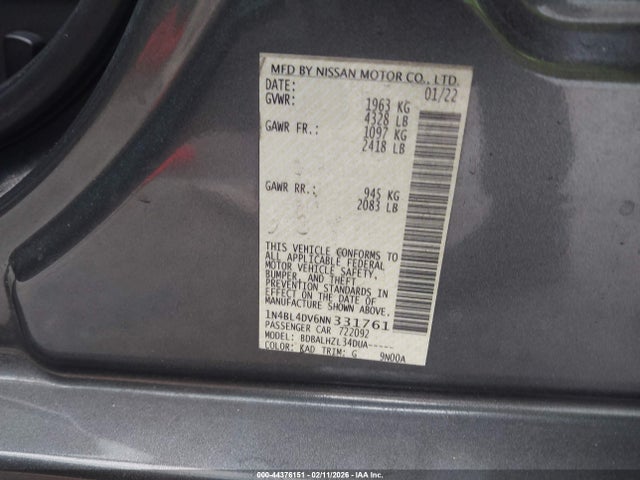 MFD BY NISSAN MOTOR CO., LTD.
DATE: 01/22
GVWR: 1963 KG
4328 LB
GAWR FR.: 1097 KG
2418 LB
GAWR RR.: 945 KG
2083 LB
THIS VEHICLE CONFORMS TO
ALL APPLICABLE FEDERAL
MOTOR VEHICLE SAFETY,
BUMPER, AND THEFT
PREVENTION STANDARDS IN
EFFECT ON THE DATE OF
MANUFACTURE SHOWN ABOVE.
1N4BL4DV6NN331761
PASSENGER CAR 722092
MODEL: BDBALHZL34DUA-----
COLOR: KAD TRIM: G 9N00A
000-44376151 - 02/11/2026 - IAA Inc.